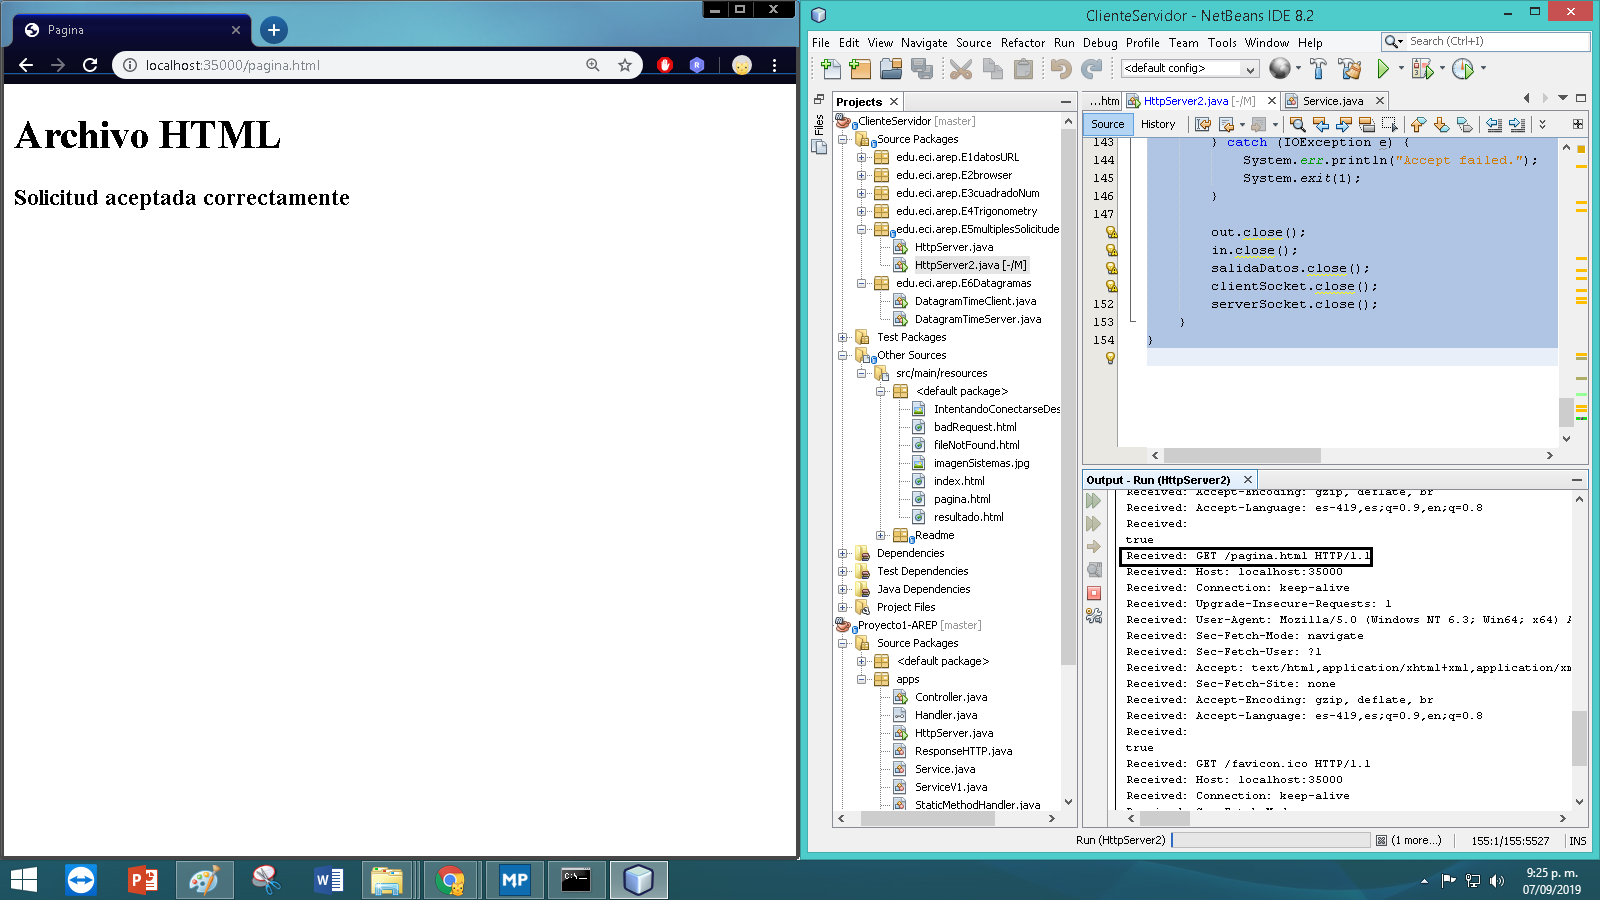 Pagina
localhost:35000/pagina.html
Archivo HTML
Solicitud aceptada correctamente
ClienteServidor - NetBeans IDE 8.2
File Edit View Navigate Source Refactor Run Debug Profile Team Tools Window Help
Search (Ctrl+I)
<default config>
Projects
Files
ClienteServidor [master]
Source Packages
edu.eci.arep.E1datosURL
edu.eci.arep.E2browser
edu.eci.arep.E3cuadradoNum
edu.eci.arep.E4Trigonometry
edu.eci.arep.E5multiplesSolicitude
HttpServer.java
HttpServer2.java [-/M]
edu.eci.arep.E6Datagramas
DatagramTimeClient.java
DatagramTimeServer.java
Test Packages
Other Sources
src/main/resources
<default package>
IntentandoConectarseDes
badRequest.html
fileNotFound.html
imagenSistemas.jpg
index.html
pagina.html
resultado.html
Readme
Dependencies
Test Dependencies
Java Dependencies
Project Files
Proyecto1-AREP [master]
Source Packages
<default package>
apps
Controller.java
Handler.java
HttpServer.java
ResponseHTTP.java
Service.java
ServiceV1.java
StaticMethodHandler.java
...htm HttpServer2.java [-/M] Service.java
Source History
143 } catch (IOException e) {
144 System.err.println("Accept failed.");
145 System.exit(1);
146 }
147
out.close();
in.close();
salidaDatos.close();
clientSocket.close();
152 serverSocket.close();
153 }
154 }
Output - Run (HttpServer2)
Received: Accept-Encoding: gzip, deflate, br
Received: Accept-Language: es-419,es;q=0.9,en;q=0.8
Received:
true
Received: GET /pagina.html HTTP/1.1
Received: Host: localhost:35000
Received: Connection: keep-alive
Received: Upgrade-Insecure-Requests: 1
Received: User-Agent: Mozilla/5.0 (Windows NT 6.3; Win64; x64) A
Received: Sec-Fetch-Mode: navigate
Received: Sec-Fetch-User: ?1
Received: Accept: text/html,application/xhtml+xml,application/xm
Received: Sec-Fetch-Site: none
Received: Accept-Encoding: gzip, deflate, br
Received: Accept-Language: es-419,es;q=0.9,en;q=0.8
Received:
true
Received: GET /favicon.ico HTTP/1.1
Received: Host: localhost:35000
Received: Connection: keep-alive
Run (HttpServer2) (1 more...) 155:1/155:5527 INS
MP
9:25 p. m.
07/09/2019